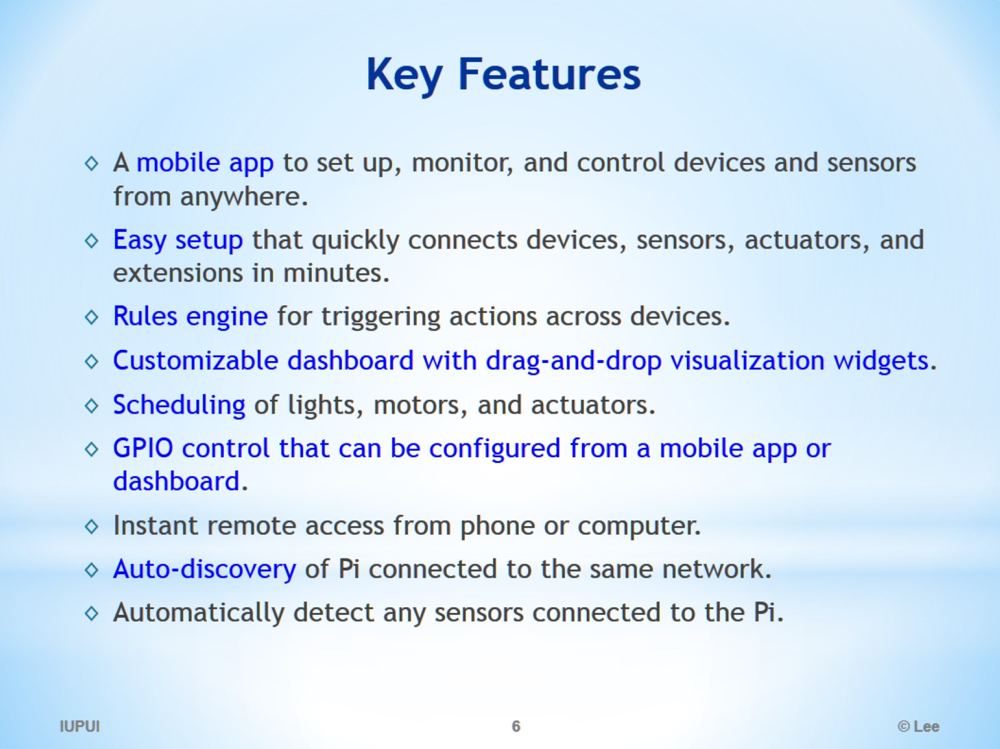 Key Features
◇ A mobile app to set up, monitor, and control devices and sensors
from anywhere.
◇ Easy setup that quickly connects devices, sensors, actuators, and
extensions in minutes.
◇ Rules engine for triggering actions across devices.
◇ Customizable dashboard with drag-and-drop visualization widgets.
◇ Scheduling of lights, motors, and actuators.
◇ GPIO control that can be configured from a mobile app or
dashboard.
◇ Instant remote access from phone or computer.
◇ Auto-discovery of Pi connected to the same network.
◇ Automatically detect any sensors connected to the Pi.
IUPUI 6 © Lee